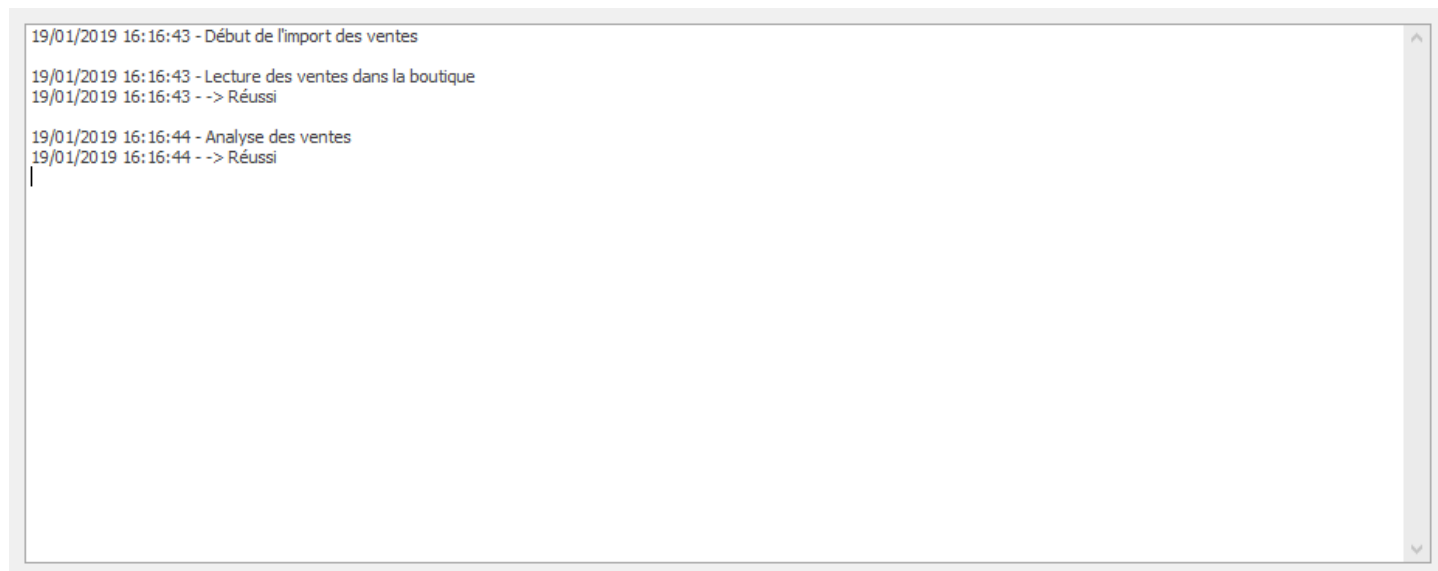 19/01/2019 16:16:43 - Début de l'import des ventes
19/01/2019 16:16:43 - Lecture des ventes dans la boutique
19/01/2019 16:16:43 - -> Réussi
19/01/2019 16:16:44 - Analyse des ventes
19/01/2019 16:16:44 - -> Réussi